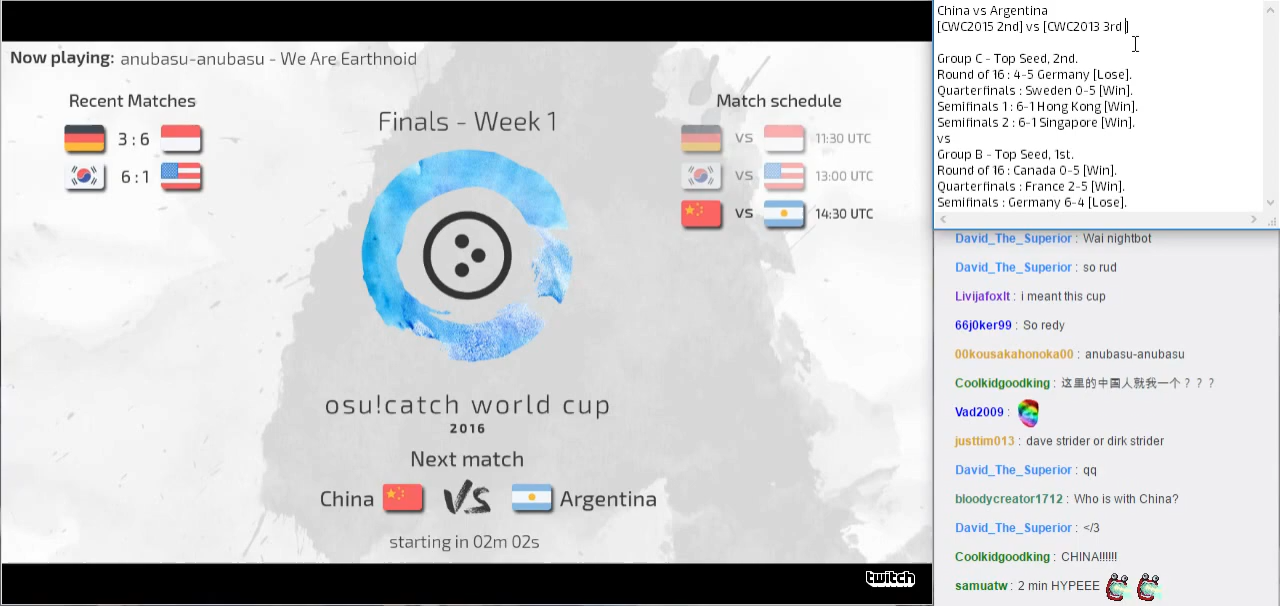 Now playing: anubasu-anubasu - We Are Earthnoid
Recent Matches
3 : 6
6 : 1
Finals - Week 1
osu!catch world cup
2016
Next match
China VS Argentina
starting in 02m 02s
Match schedule
VS 11:30 UTC
VS 13:00 UTC
VS 14:30 UTC
twitch
China vs Argentina
[CWC2015 2nd] vs [CWC2013 3rd ]
Group C - Top Seed, 2nd.
Round of 16 : 4-5 Germany [Lose].
Quarterfinals : Sweden 0-5 [Win].
Semifinals 1 : 6-1 Hong Kong [Win].
Semifinals 2 : 6-1 Singapore [Win].
vs
Group B - Top Seed, 1st.
Round of 16 : Canada 0-5 [Win].
Quarterfinals : France 2-5 [Win].
Semifinals : Germany 6-4 [Lose].
David_The_Superior : Wai nightbot
David_The_Superior : so rud
Livijafoxlt : i meant this cup
66j0ker99 : So redy
00kousakahonoka00 : anubasu-anubasu
Coolkidgoodking : 这里的中国人就我一个？？？
Vad2009 :
justtim013 : dave strider or dirk strider
David_The_Superior : qq
bloodycreator1712 : Who is with China?
David_The_Superior : </3
Coolkidgoodking : CHINA!!!!!!
samuatw : 2 min HYPEEE